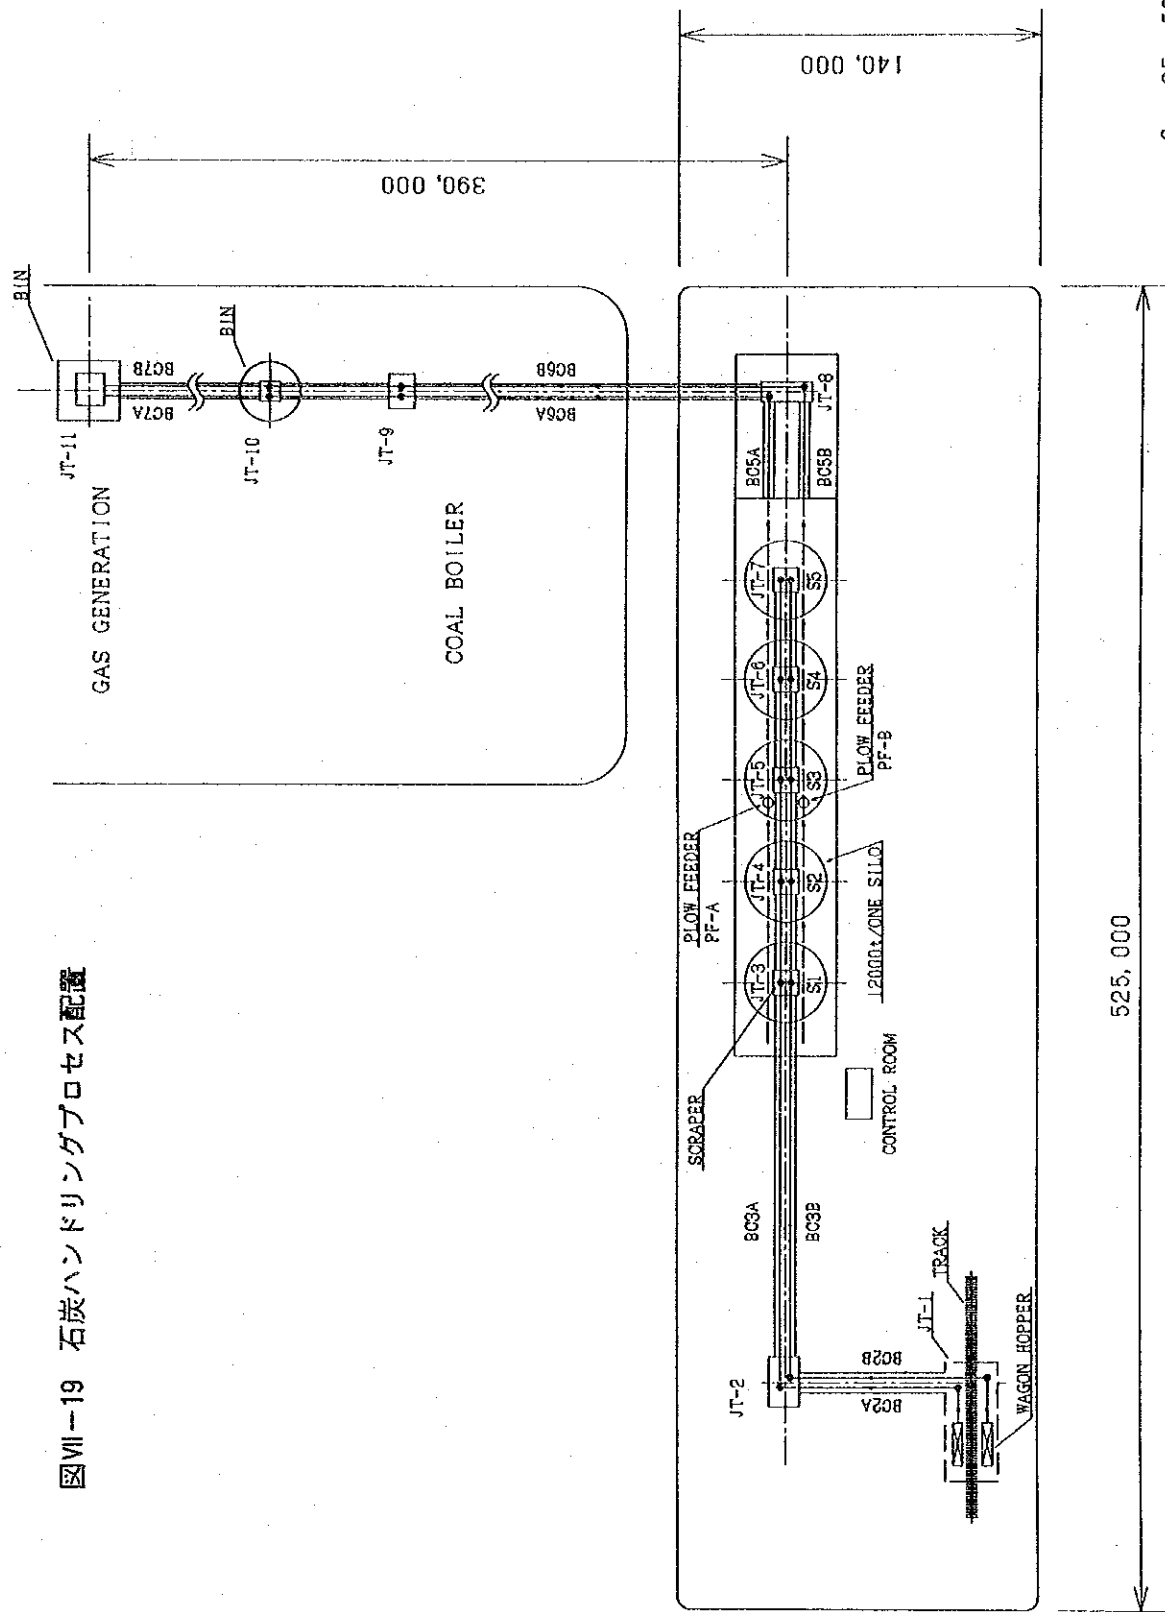 図Ⅶ－19 石炭ハンドリングプロセス配置
BIN
JT-11
GAS GENERATION
BC7A
BC7B
BIN
JT-10
JT-9
COAL BOILER
BC6A
BC6B
390,000
140,000
BC5A
BC5B
JT-8
JT-7
S5
JT-6
S4
JT-5
S3
JT-4
S2
JT-3
S1
PLOW FEEDER
PF-A
PLOW FEEDER
PF-B
12000t/ONE SILO
SCRAPER
CONTROL ROOM
BC3A
BC3B
JT-2
BC2A
BC2B
JT-1
TRACK
WAGON HOPPER
525,000